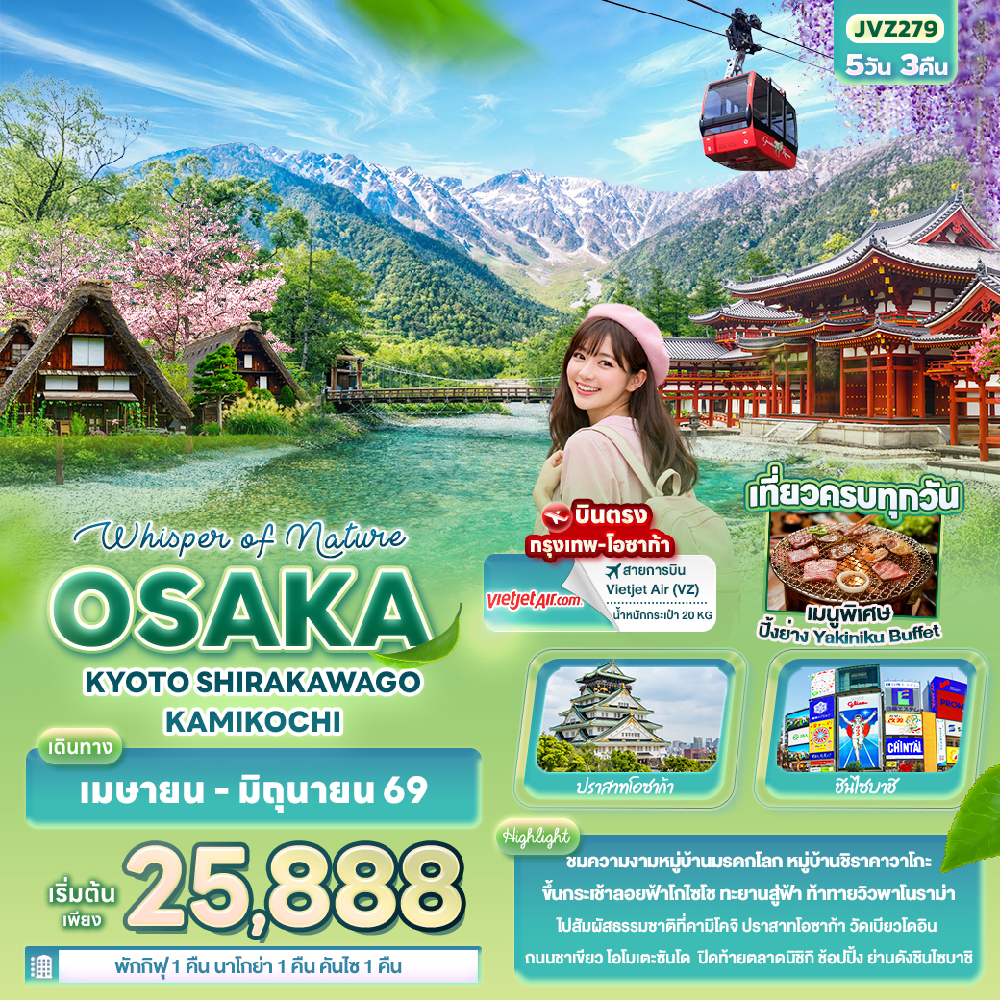 JVZ279
5วัน 3คืน
Whisper of Nature
OSAKA
KYOTO SHIRAKAWAGO
KAMIKOCHI
เดินทาง
เมษายน - มิถุนายน 69
เริ่มต้น
เพียง
25,888
พักกิฟุ 1 คืน นาโกย่า 1 คืน คันไซ 1 คืน
บินตรง
กรุงเทพ-โอซาก้า
vietjetAir.com
สายการบิน
Vietjet Air (VZ)
น้ำหนักกระเป๋า 20 KG
เที่ยวครบทุกวัน
เมนูพิเศษ
ปิ้งย่าง Yakiniku Buffet
ปราสาทโอซาก้า
Glico
CHINTAI
ชินไซบาชิ
Highlight
ชมความงามหมู่บ้านมรดกโลก หมู่บ้านชิราคาวาโกะ
ขึ้นกระเช้าลอยฟ้าโกไซโช ทะยานสู่ฟ้า ท้าทายวิวพาโนราม่า
ไปสัมผัสธรรมชาติที่คามิโคจิ ปราสาทโอซาก้า วัดเบียวโดอิน
ถนนชาเขียว โอโมเตะซันโด ปิดท้ายตลาดนิชิกิ ช้อปปิ้ง ย่านดังชินไซบาชิ